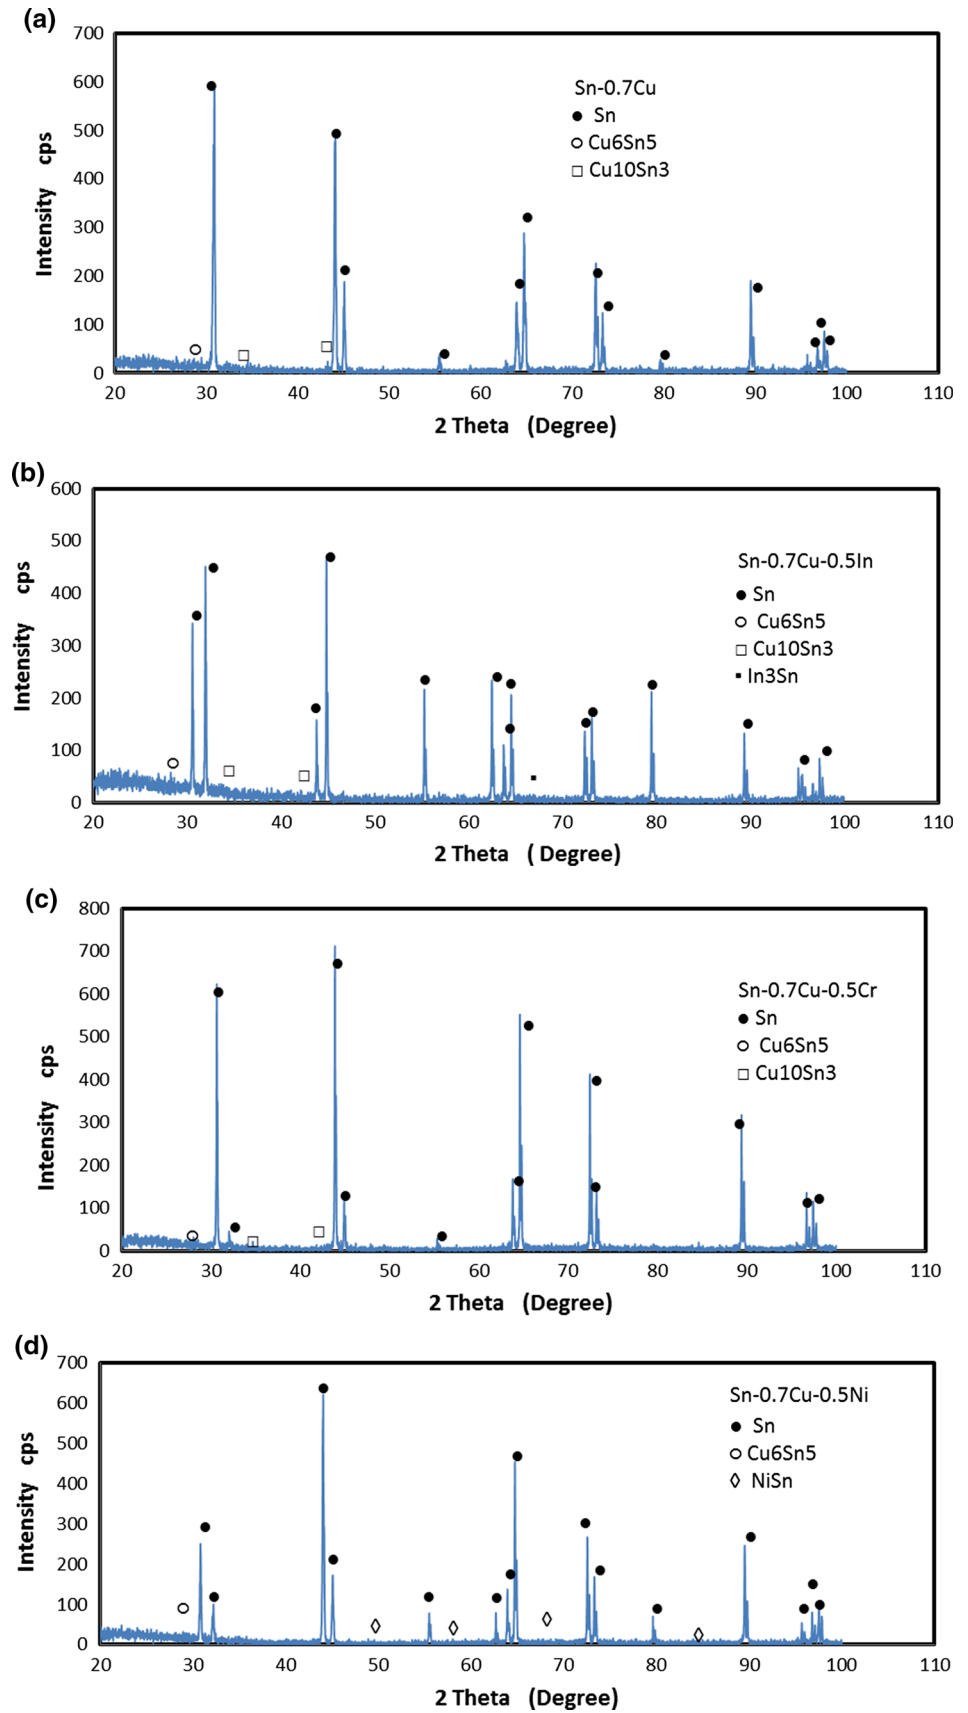 (a)
700
600
500
400
300
200
100
0
Intensity cps
Sn-0.7Cu
Sn
Cu6Sn5
Cu10Sn3
20 30 40 50 60 70 80 90 100 110
2 Theta (Degree)
(b)
600
500
400
300
200
100
0
Intensity cps
Sn-0.7Cu-0.5In
Sn
Cu6Sn5
Cu10Sn3
In3Sn
20 30 40 50 60 70 80 90 100 110
2 Theta ( Degree)
(c)
800
700
600
500
400
300
200
100
0
Intensity cps
Sn-0.7Cu-0.5Cr
Sn
Cu6Sn5
Cu10Sn3
20 30 40 50 60 70 80 90 100 110
2 Theta (Degree)
(d)
700
600
500
400
300
200
100
0
Intensity cps
Sn-0.7Cu-0.5Ni
Sn
Cu6Sn5
NiSn
20 30 40 50 60 70 80 90 100 110
2 Theta (Degree)